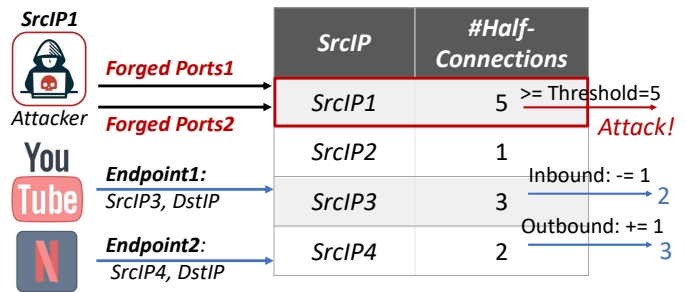 SrcIP1
Attacker
Forged Ports1
Forged Ports2
You
Tube
Endpoint1:
SrcIP3, DstIP
N
Endpoint2:
SrcIP4, DstIP
SrcIP #Half-Connections
SrcIP1 5 >= Threshold=5
Attack!
SrcIP2 1
SrcIP3 3 Inbound: -= 1
2
SrcIP4 2 Outbound: += 1
3